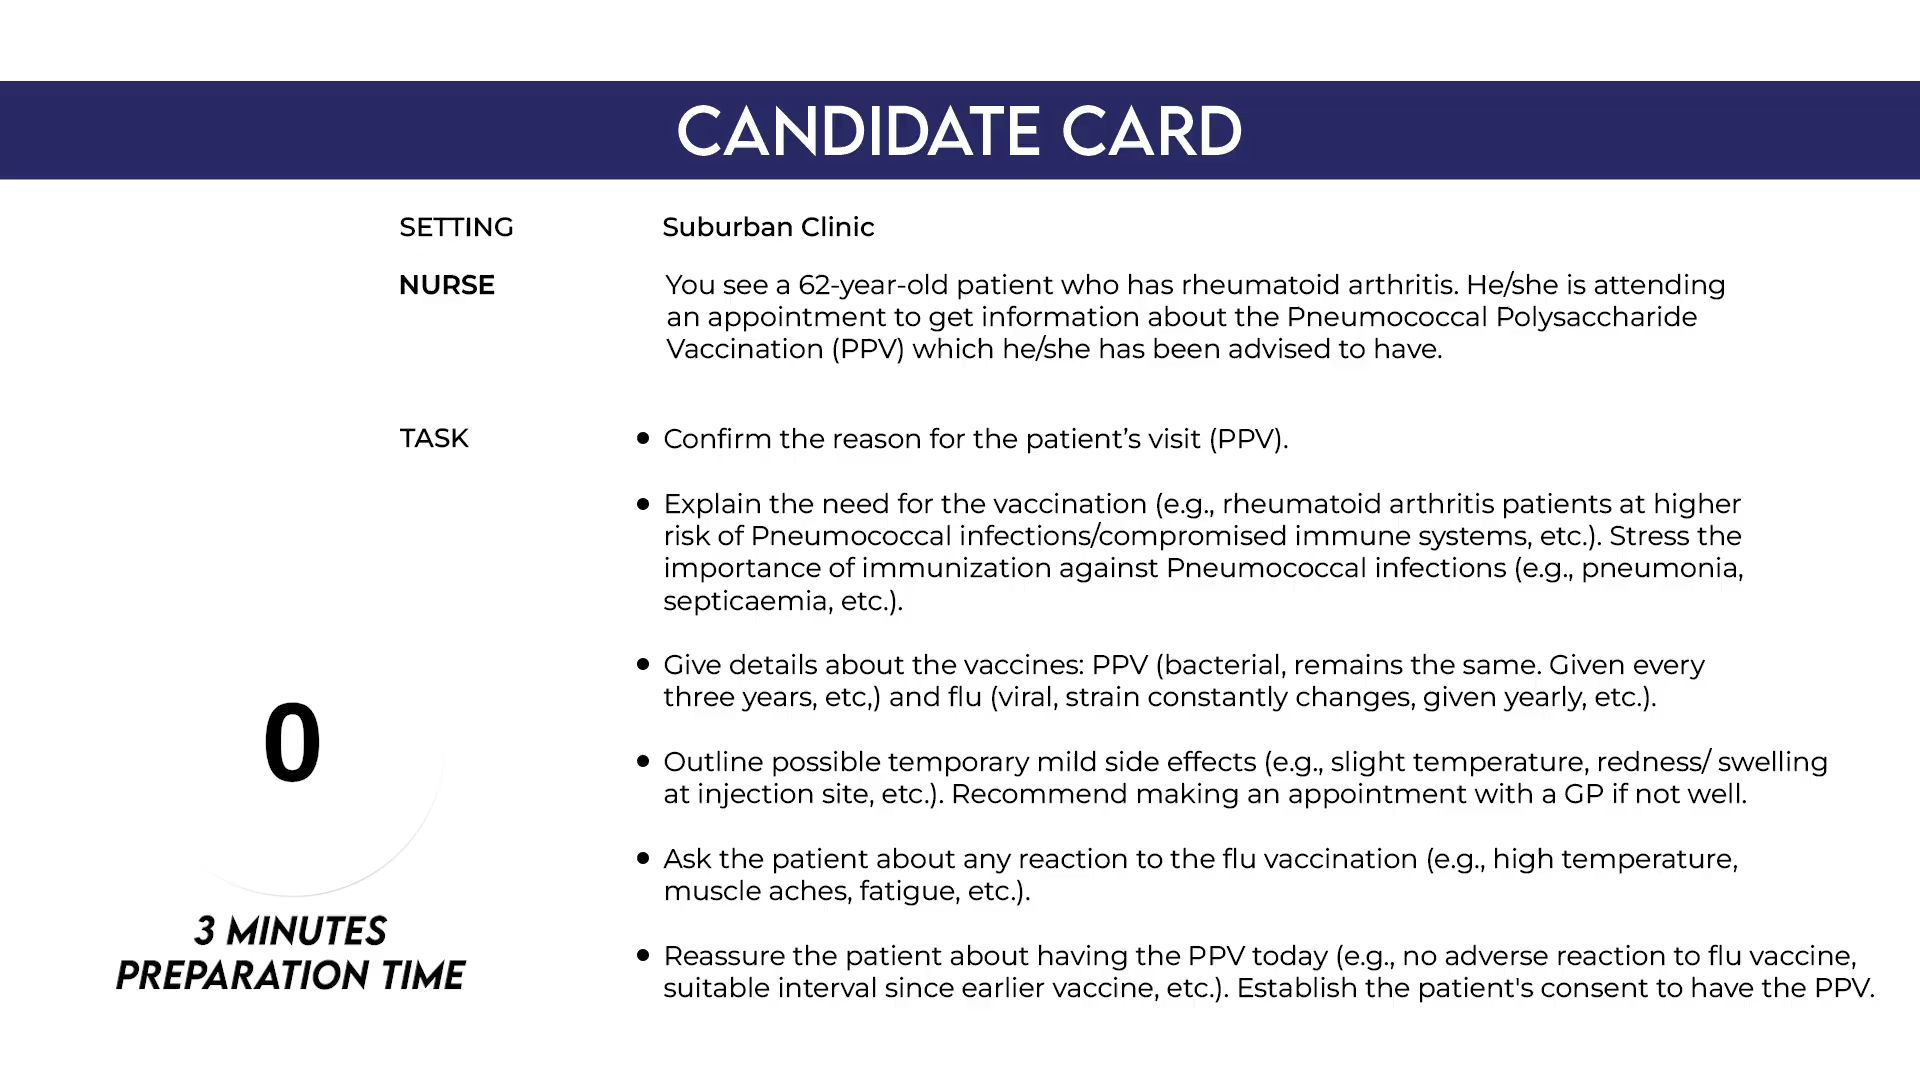 CANDIDATE CARD
SETTING
Suburban Clinic
NURSE
You see a 62-year-old patient who has rheumatoid arthritis. He/she is attending
an appointment to get information about the Pneumococcal Polysaccharide
Vaccination (PPV) which he/she has been advised to have.
TASK
• Confirm the reason for the patient’s visit (PPV).
• Explain the need for the vaccination (e.g., rheumatoid arthritis patients at higher
risk of Pneumococcal infections/compromised immune systems, etc.). Stress the
importance of immunization against Pneumococcal infections (e.g., pneumonia,
septicaemia, etc.).
• Give details about the vaccines: PPV (bacterial, remains the same. Given every
three years, etc,) and flu (viral, strain constantly changes, given yearly, etc.).
• Outline possible temporary mild side effects (e.g., slight temperature, redness/ swelling
at injection site, etc.). Recommend making an appointment with a GP if not well.
• Ask the patient about any reaction to the flu vaccination (e.g., high temperature,
muscle aches, fatigue, etc.).
• Reassure the patient about having the PPV today (e.g., no adverse reaction to flu vaccine,
suitable interval since earlier vaccine, etc.). Establish the patient's consent to have the PPV.
0
3 MINUTES
PREPARATION TIME